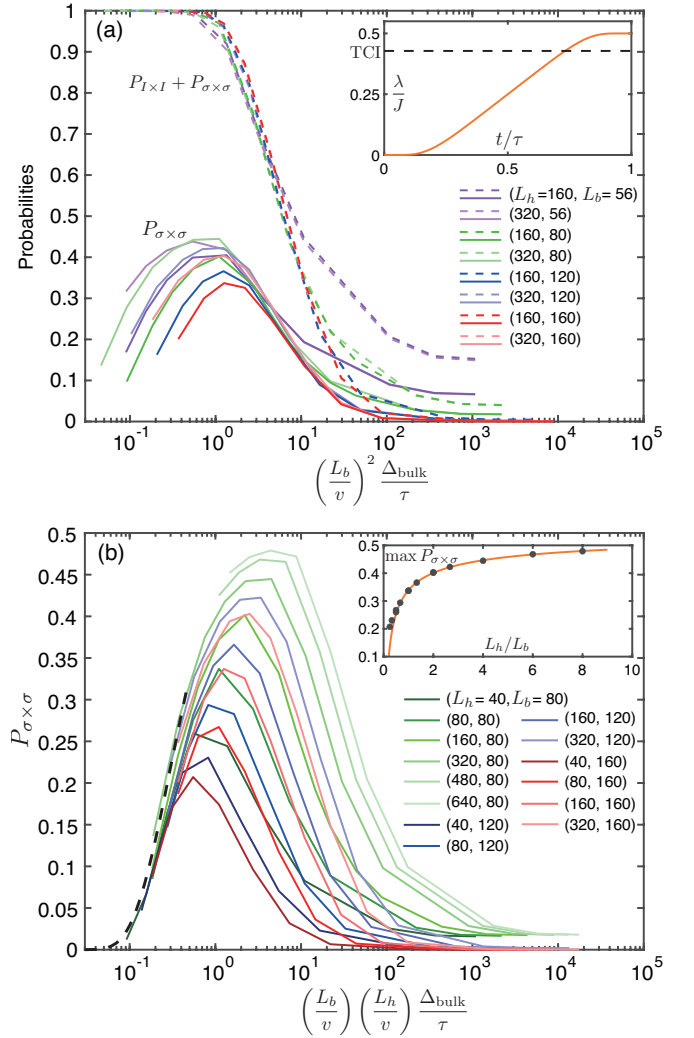 (a)
Probabilities
1
0.9
0.8
0.7
0.6
0.5
0.4
0.3
0.2
0.1
0
P_{I×I} + P_{σ×σ}
P_{σ×σ}
TCI
0.25
0
λ/J
t/τ
0 0.5 1
(L_h=160, L_b= 56)
(320, 56)
(160, 80)
(320, 80)
(160, 120)
(320, 120)
(160, 160)
(320, 160)
10^{-1} 10^0 10^1 10^2 10^3 10^4 10^5
(L_b/v)^2 Δ_bulk/τ
(b)
P_{σ×σ}
0.5
0.45
0.4
0.35
0.3
0.25
0.2
0.15
0.1
0.05
0
max P_{σ×σ}
0.5
0.4
0.3
0.2
0.1
L_h/L_b
0 2 4 6 8 10
(L_h= 40, L_b= 80)
(80, 80)
(160, 80)
(320, 80)
(480, 80)
(640, 80)
(40, 120)
(80, 120)
(160, 120)
(320, 120)
(40, 160)
(80, 160)
(160, 160)
(320, 160)
10^{-1} 10^0 10^1 10^2 10^3 10^4 10^5
(L_b/v) (L_h/v) Δ_bulk/τ